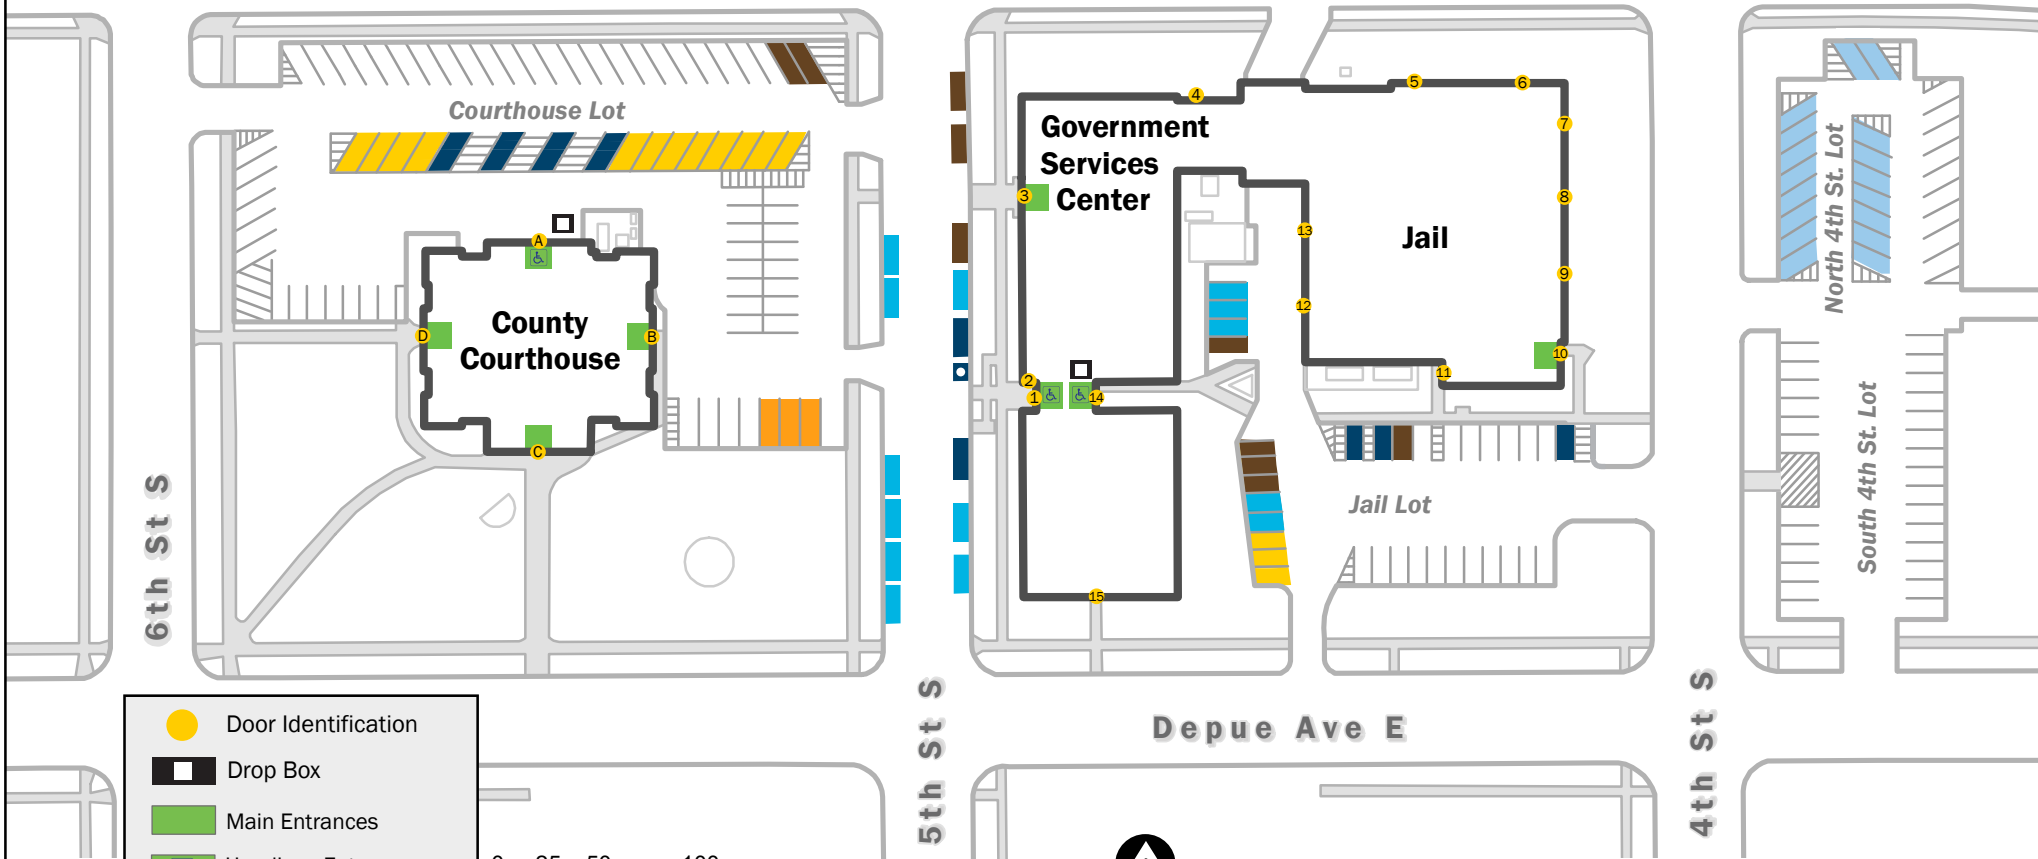 Courthouse Lot
4
5
6
Government
Services
Center
7
North 4th St. Lot
3
8
A
13
Jail
9
D
County
Courthouse
B
12
10
2
11
1
14
C
South 4th St. Lot
6th St S
Jail Lot
15
Door Identification
Drop Box
Main Entrances
5th St S
Depue Ave E
4th St S